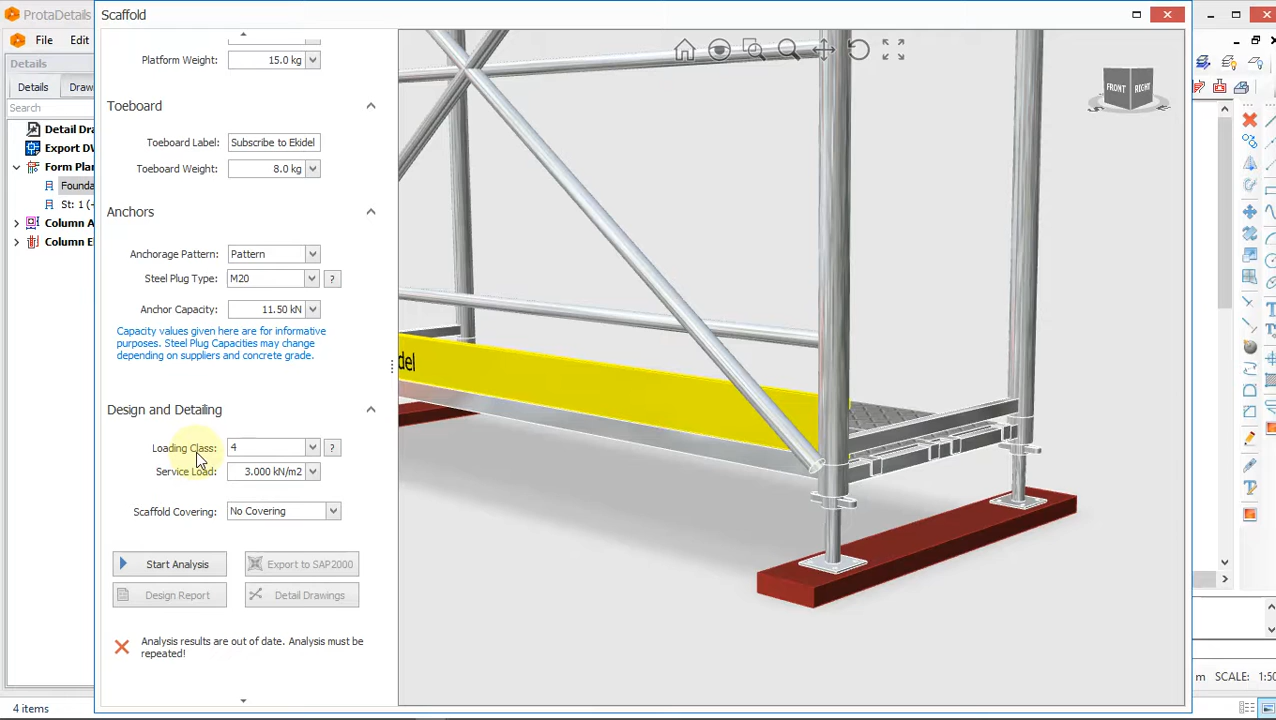 ProtaDetails
Scaffold
File Edit
Details
Details
Draw
Search
Detail Dra
Export DV
Form Plan
Founda
St: 1 (-
Column A
Column E
4 items
Platform Weight: 15.0 kg
Toeboard
Toeboard Label: Subscribe to Ekidel
Toeboard Weight: 8.0 kg
Anchors
Anchorage Pattern: Pattern
Steel Plug Type: M20 ?
Anchor Capacity: 11.50 kN
Capacity values given here are for informative
purposes. Steel Plug Capacities may change
depending on suppliers and concrete grade.
Design and Detailing
Loading Class: 4 ?
Service Load: 3.000 kN/m2
Scaffold Covering: No Covering
Start Analysis Export to SAP2000
Design Report Detail Drawings
Analysis results are out of date. Analysis must be
repeated!
FRONT RIGHT
del
m SCALE: 1:50